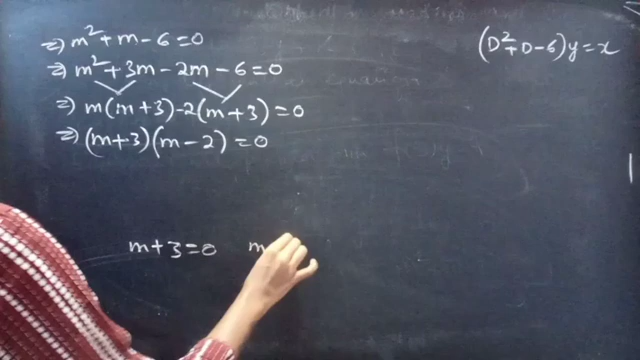 ⇒ m² + m - 6 = 0
(D² + D - 6) y = x
⇒ m² + 3m - 2m - 6 = 0
⇒ m(m + 3) - 2(m + 3) = 0
⇒ (m + 3)(m - 2) = 0
m + 3 = 0 m